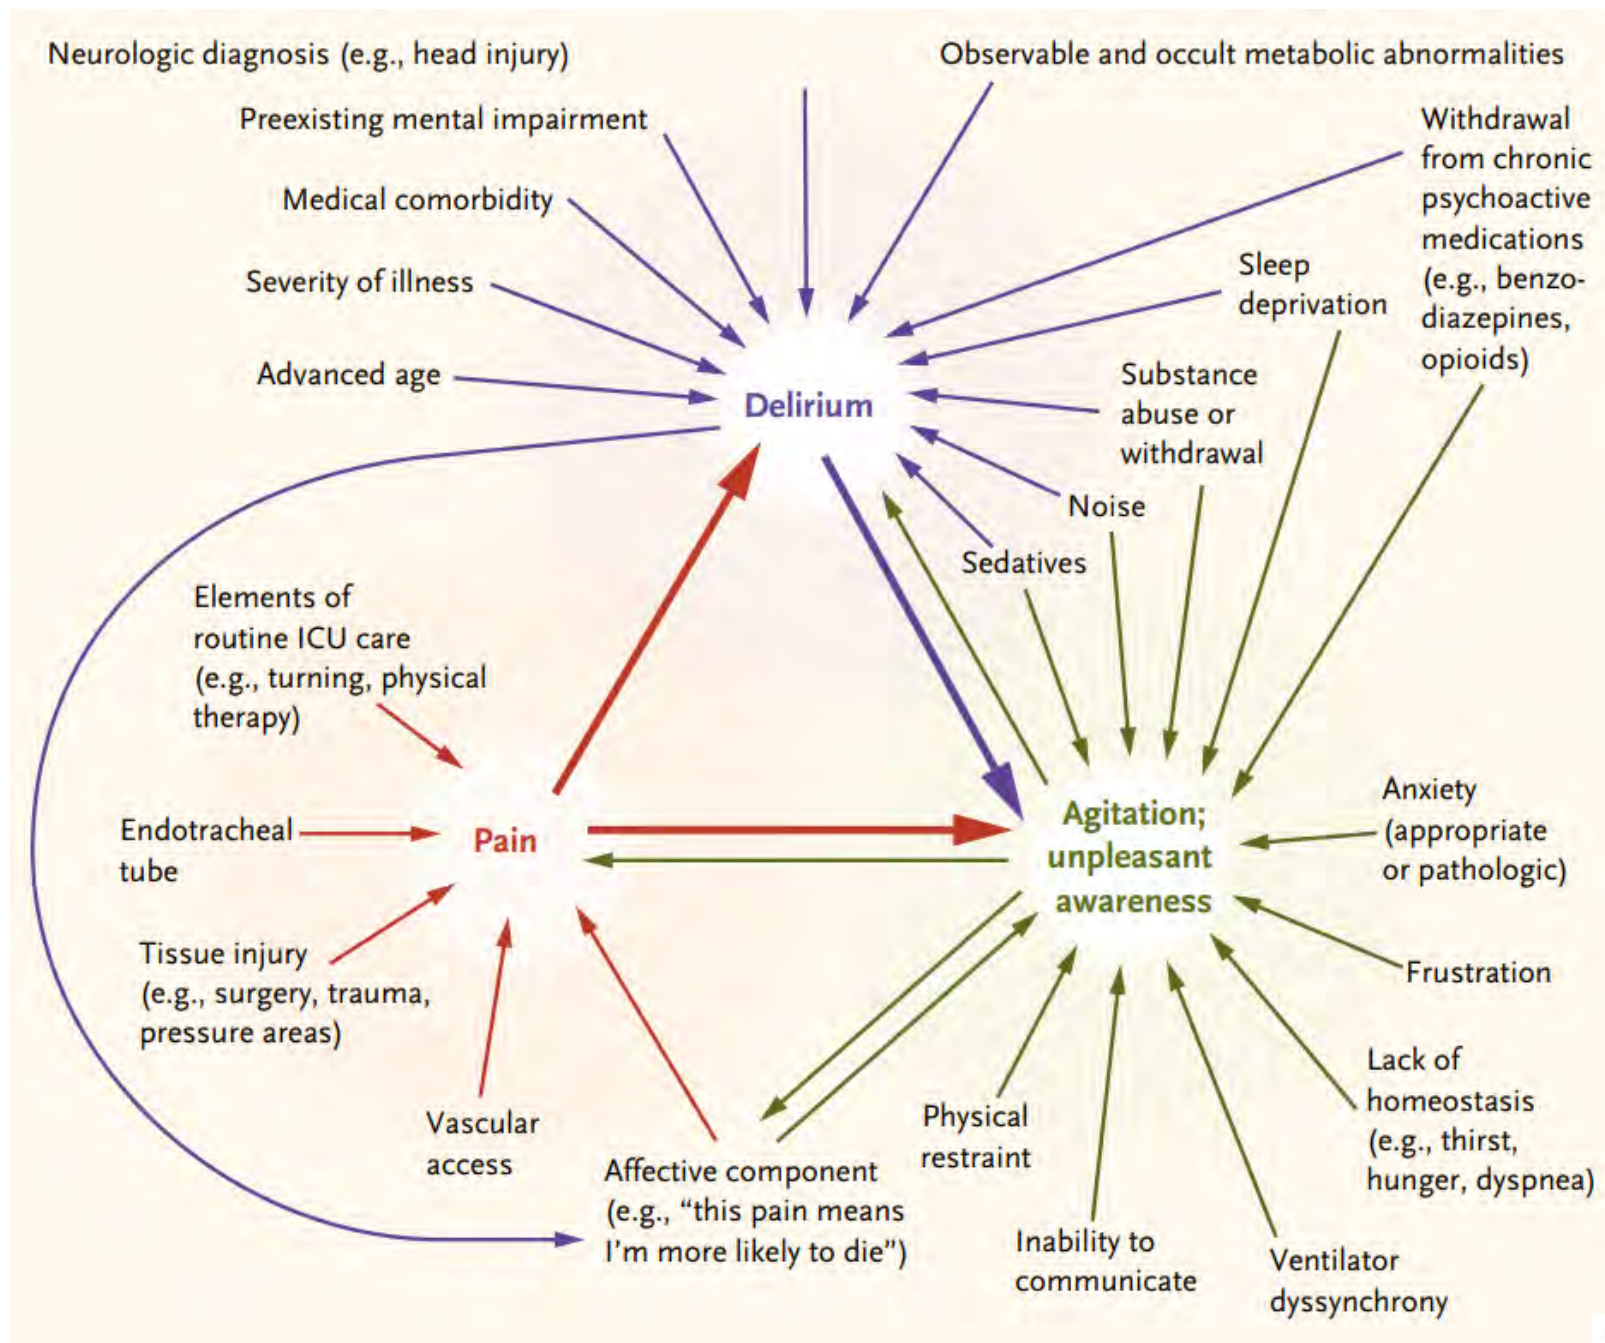 Neurologic diagnosis (e.g., head injury)
Observable and occult metabolic abnormalities
Preexisting mental impairment
Medical comorbidity
Severity of illness
Advanced age
Withdrawal
from chronic
psychoactive
medications
(e.g., benzo-
diazepines,
opioids)
Sleep
deprivation
Substance
abuse or
withdrawal
Noise
Sedatives
Delirium
Elements of
routine ICU care
(e.g., turning, physical
therapy)
Endotracheal
tube
Pain
Tissue injury
(e.g., surgery, trauma,
pressure areas)
Vascular
access
Affective component
(e.g., “this pain means
I’m more likely to die”)
Agitation;
unpleasant
awareness
Anxiety
(appropriate
or pathologic)
Frustration
Lack of
homeostasis
(e.g., thirst,
hunger, dyspnea)
Physical
restraint
Inability to
communicate
Ventilator
dyssynchrony